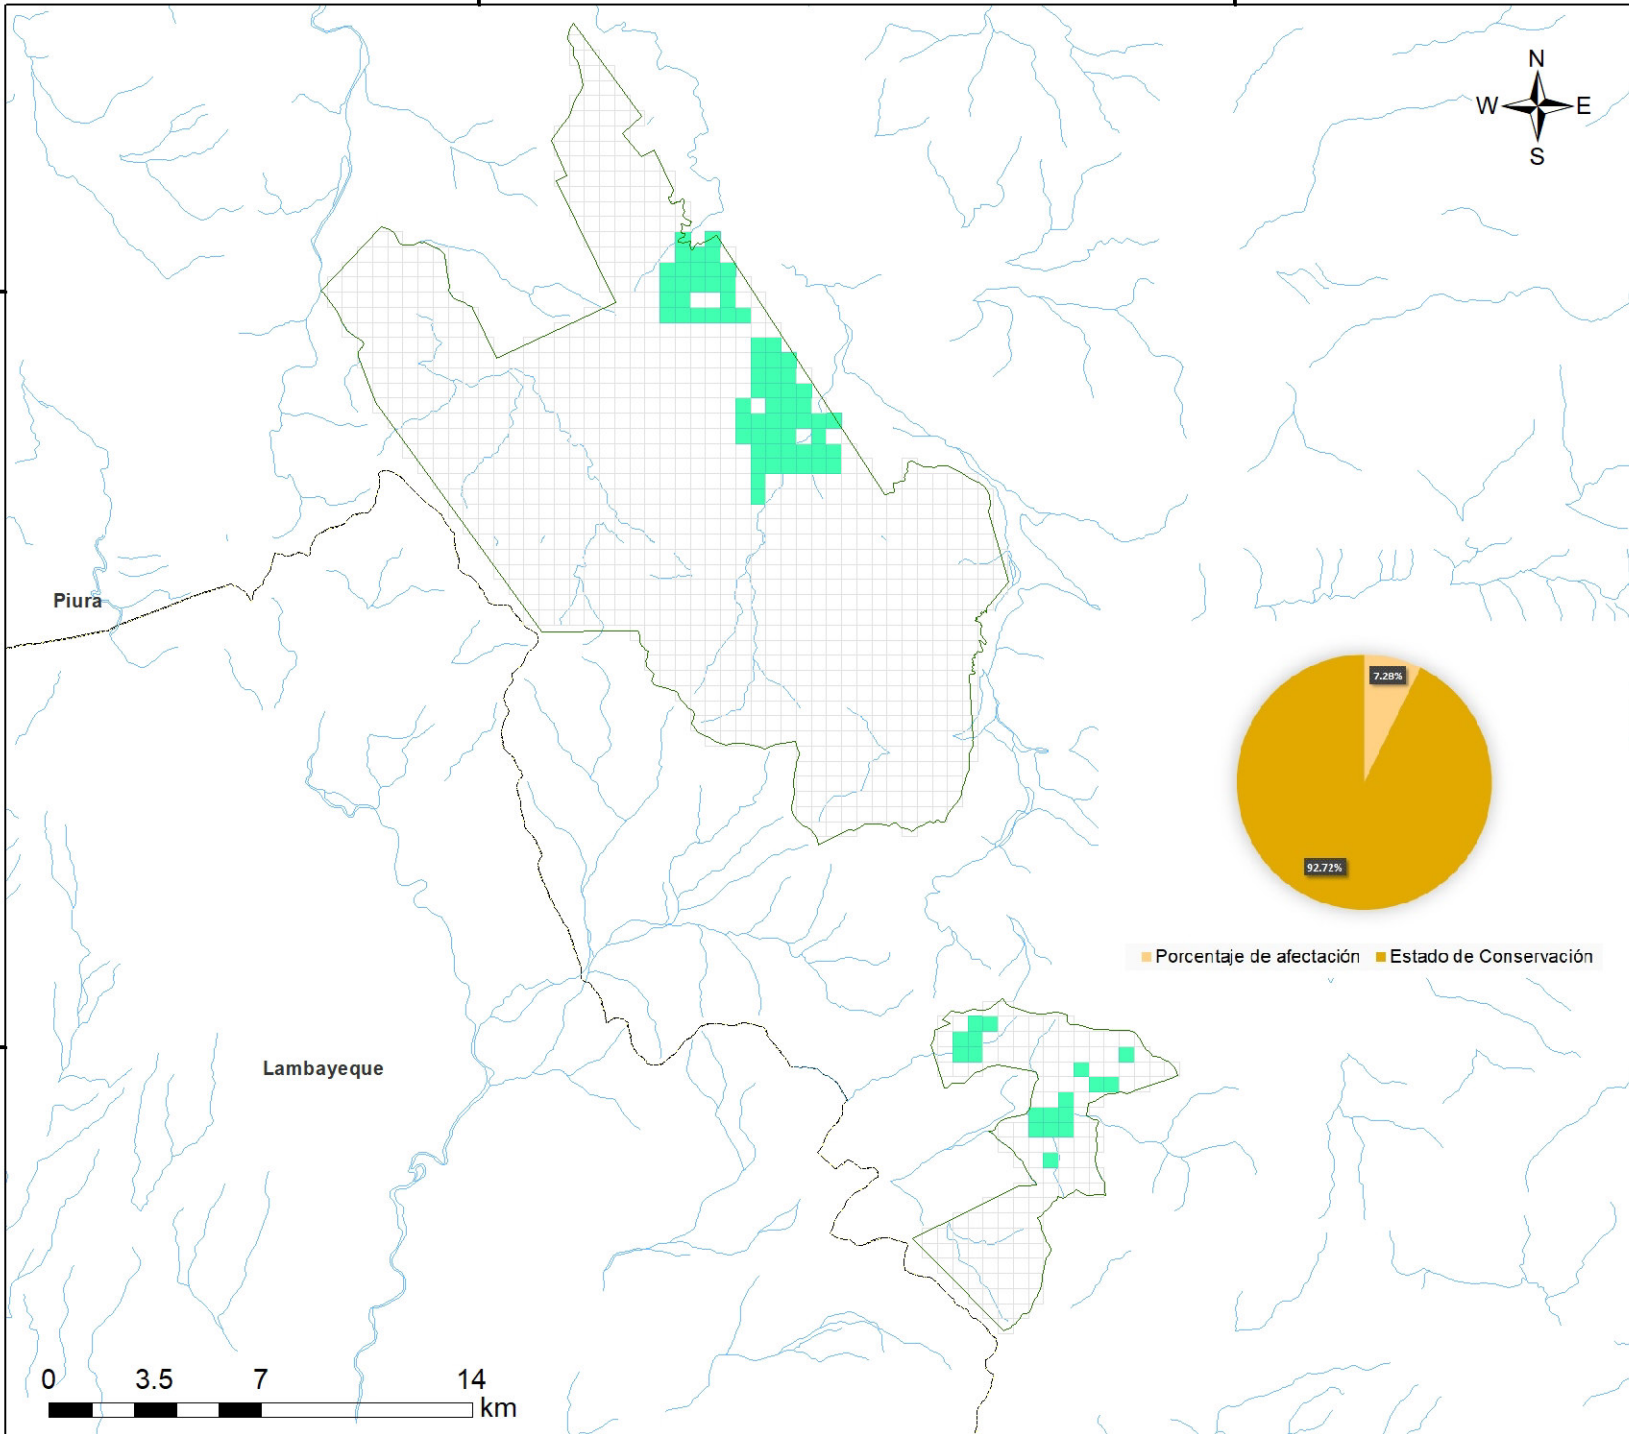 N
W E
S
Piura
7.28%
92.72%
Porcentaje de afectación Estado de Conservación
Lambayeque
0 3.5 7 14
km